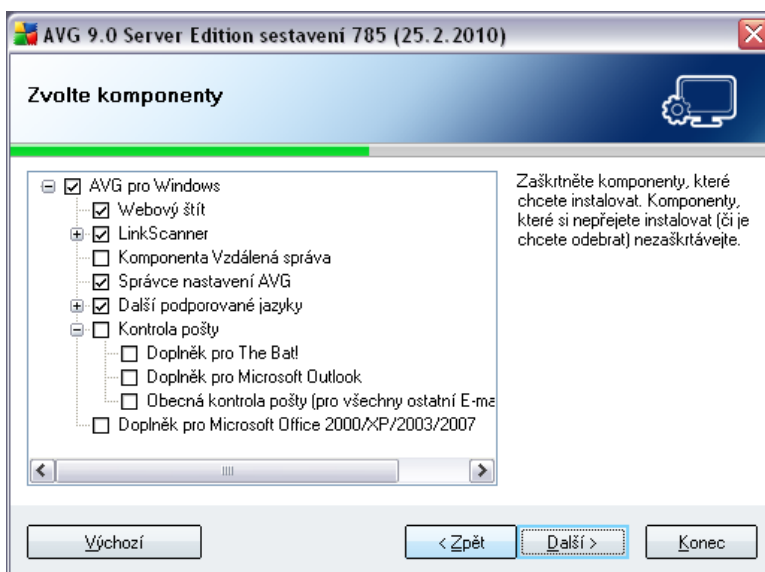 AVG 9.0 Server Edition sestavení 785 (25.2.2010)
Zvolte komponenty
AVG pro Windows
Webový štít
LinkScanner
Komponenta Vzdálená správa
Správce nastavení AVG
Další podporované jazyky
Kontrola pošty
Doplněk pro The Bat!
Doplněk pro Microsoft Outlook
Obecná kontrola pošty (pro všechny ostatní E-ma
Doplněk pro Microsoft Office 2000/XP/2003/2007
Zaškrtněte komponenty, které
chcete instalovat. Komponenty,
které si nepřejete instalovat (či je
chcete odebrat) nezaškrtávejte.
Výchozí
< Zpět
Další >
Konec